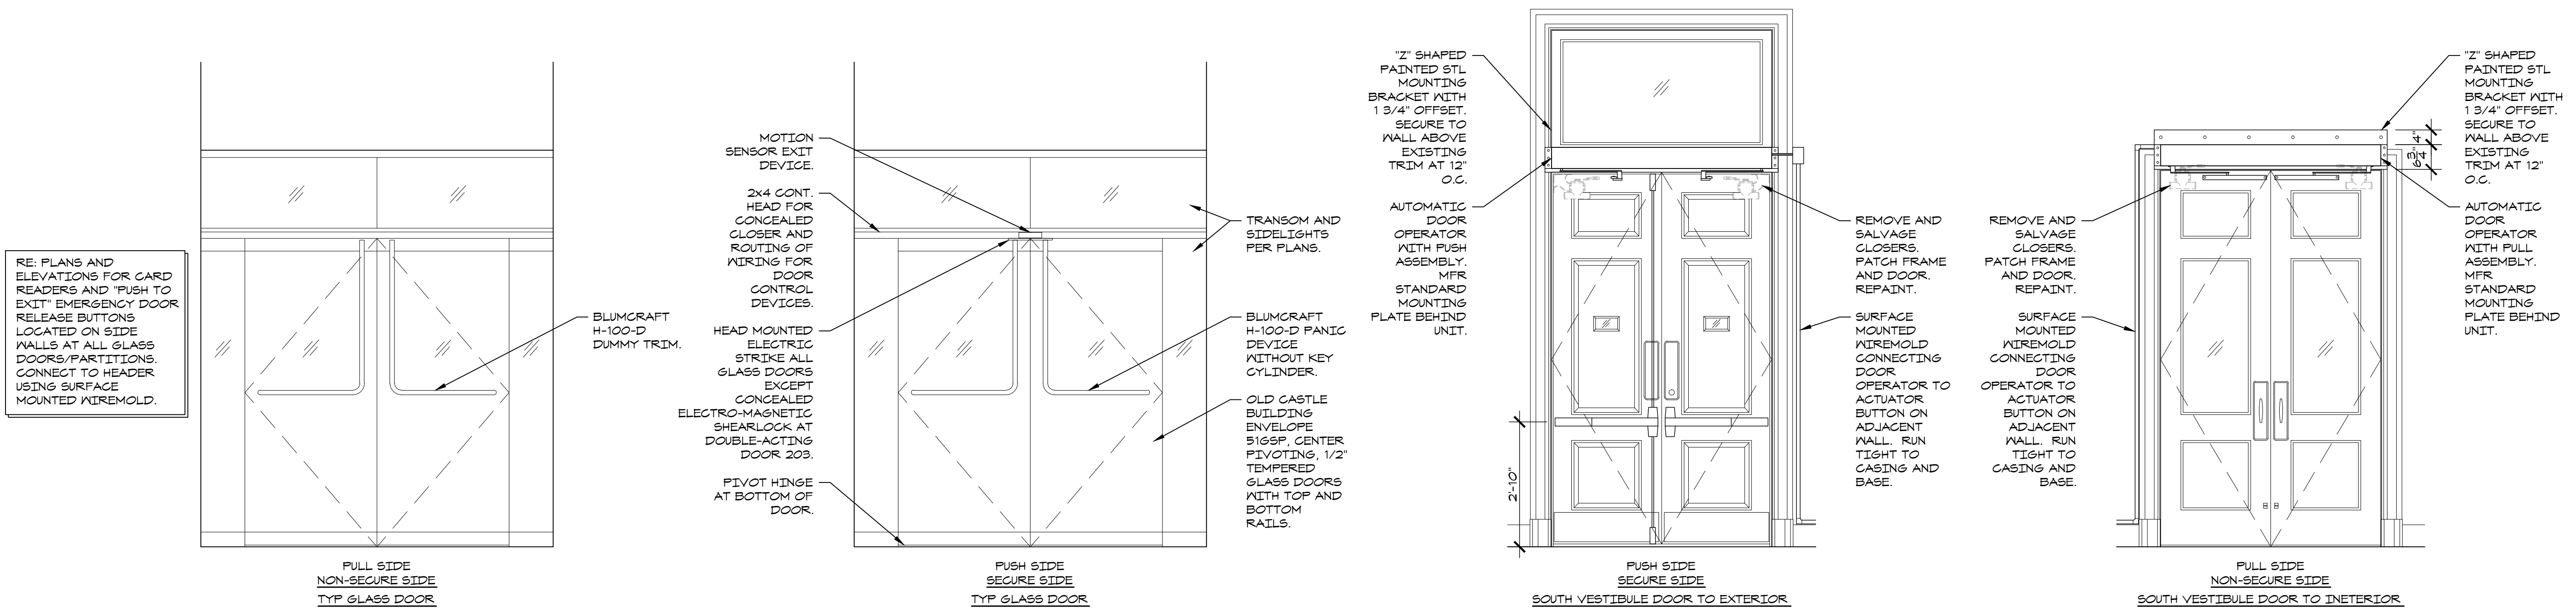 RE: PLANS AND
ELEVATIONS FOR CARD
READERS AND "PUSH TO
EXIT" EMERGENCY DOOR
RELEASE BUTTONS
LOCATED ON SIDE
WALLS AT ALL GLASS
DOORS/PARTITIONS.
CONNECT TO HEADER
USING SURFACE
MOUNTED WIREMOLD.
BLUMCRAFT
H-100-D
DUMMY TRIM.
PULL SIDE
NON-SECURE SIDE
TYP GLASS DOOR
MOTION
SENSOR EXIT
DEVICE.
2x4 CONT.
HEAD FOR
CONCEALED
CLOSER AND
ROUTING OF
WIRING FOR
DOOR
CONTROL
DEVICES.
HEAD MOUNTED
ELECTRIC
STRIKE ALL
GLASS DOORS
EXCEPT
CONCEALED
ELECTRO-MAGNETIC
SHEARLOCK AT
DOUBLE-ACTING
DOOR 203.
PIVOT HINGE
AT BOTTOM OF
DOOR.
TRANSOM AND
SIDELIGHTS
PER PLANS.
BLUMCRAFT
H-100-D PANIC
DEVICE
WITHOUT KEY
CYLINDER.
OLD CASTLE
BUILDING
ENVELOPE
51GSP, CENTER
PIVOTING, 1/2"
TEMPERED
GLASS DOORS
WITH TOP AND
BOTTOM
RAILS.
PUSH SIDE
SECURE SIDE
TYP GLASS DOOR
"Z" SHAPED
PAINTED STL
MOUNTING
BRACKET WITH
1 3/4" OFFSET.
SECURE TO
WALL ABOVE
EXISTING
TRIM AT 12"
O.C.
AUTOMATIC
DOOR
OPERATOR
WITH PUSH
ASSEMBLY.
MFR
STANDARD
MOUNTING
PLATE BEHIND
UNIT.
2'-10"
REMOVE AND
SALVAGE
CLOSERS.
PATCH FRAME
AND DOOR.
REPAINT.
SURFACE
MOUNTED
WIREMOLD
CONNECTING
DOOR
OPERATOR TO
ACTUATOR
BUTTON ON
ADJACENT
WALL. RUN
TIGHT TO
CASING AND
BASE.
PUSH SIDE
SECURE SIDE
SOUTH VESTIBULE DOOR TO EXTERIOR
REMOVE AND
SALVAGE
CLOSERS.
PATCH FRAME
AND DOOR.
REPAINT.
SURFACE
MOUNTED
WIREMOLD
CONNECTING
DOOR
OPERATOR TO
ACTUATOR
BUTTON ON
ADJACENT
WALL. RUN
TIGHT TO
CASING AND
BASE.
4"
6 3/4"
"Z" SHAPED
PAINTED STL
MOUNTING
BRACKET WITH
1 3/4" OFFSET.
SECURE TO
WALL ABOVE
EXISTING
TRIM AT 12"
O.C.
AUTOMATIC
DOOR
OPERATOR
WITH PULL
ASSEMBLY.
MFR
STANDARD
MOUNTING
PLATE BEHIND
UNIT.
PULL SIDE
NON-SECURE SIDE
SOUTH VESTIBULE DOOR TO INETERIOR